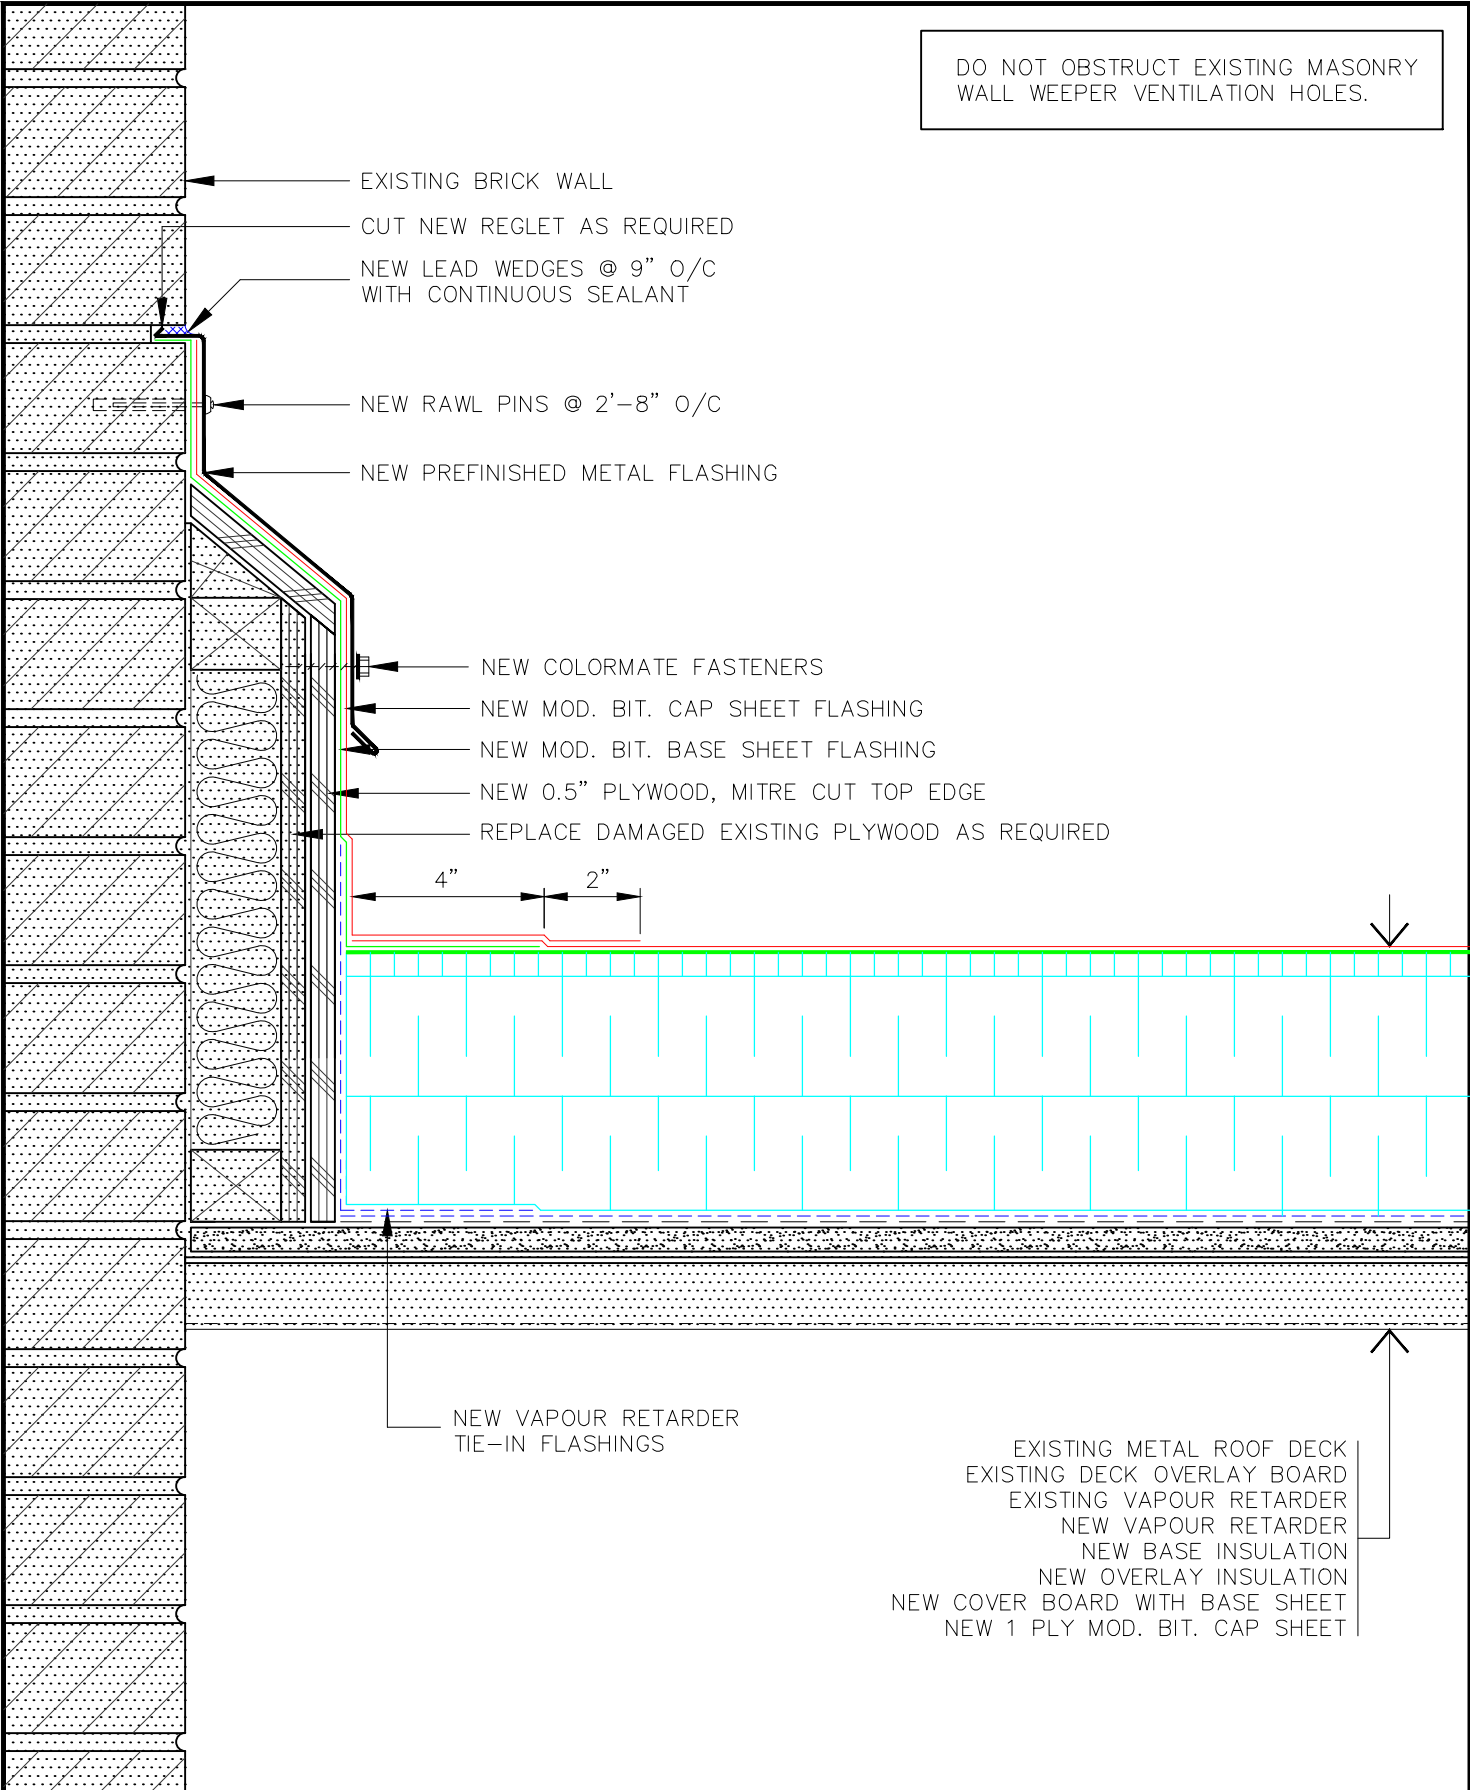 DO NOT OBSTRUCT EXISTING MASONRY
WALL WEEPER VENTILATION HOLES.
EXISTING BRICK WALL
CUT NEW REGLET AS REQUIRED
NEW LEAD WEDGES @ 9" O/C
WITH CONTINUOUS SEALANT
NEW RAWL PINS @ 2'-8" O/C
NEW PREFINISHED METAL FLASHING
NEW COLORMATE FASTENERS
NEW MOD. BIT. CAP SHEET FLASHING
NEW MOD. BIT. BASE SHEET FLASHING
NEW 0.5" PLYWOOD, MITRE CUT TOP EDGE
REPLACE DAMAGED EXISTING PLYWOOD AS REQUIRED
4"
2"
NEW VAPOUR RETARDER
TIE-IN FLASHINGS
EXISTING METAL ROOF DECK
EXISTING DECK OVERLAY BOARD
EXISTING VAPOUR RETARDER
NEW VAPOUR RETARDER
NEW BASE INSULATION
NEW OVERLAY INSULATION
NEW COVER BOARD WITH BASE SHEET
NEW 1 PLY MOD. BIT. CAP SHEET